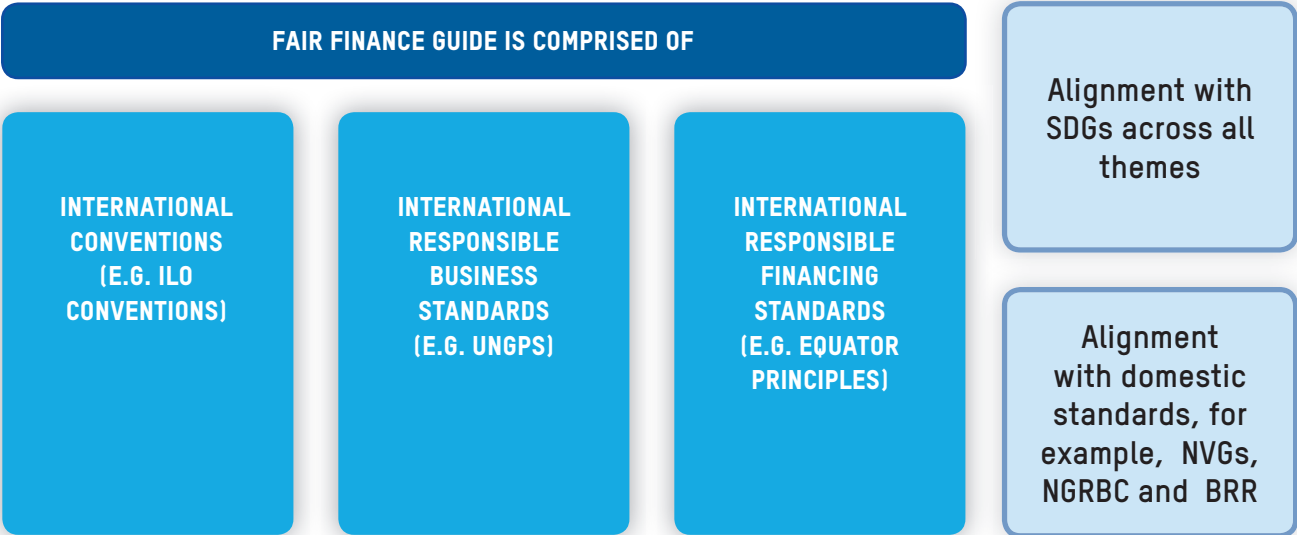 FAIR FINANCE GUIDE IS COMPRISED OF
INTERNATIONAL
CONVENTIONS
(E.G. ILO
CONVENTIONS)
INTERNATIONAL
RESPONSIBLE
BUSINESS
STANDARDS
(E.G. UNGPS)
INTERNATIONAL
RESPONSIBLE
FINANCING
STANDARDS
(E.G. EQUATOR
PRINCIPLES)
Alignment with
SDGs across all
themes
Alignment
with domestic
standards, for
example, NVGs,
NGRBC and BRR